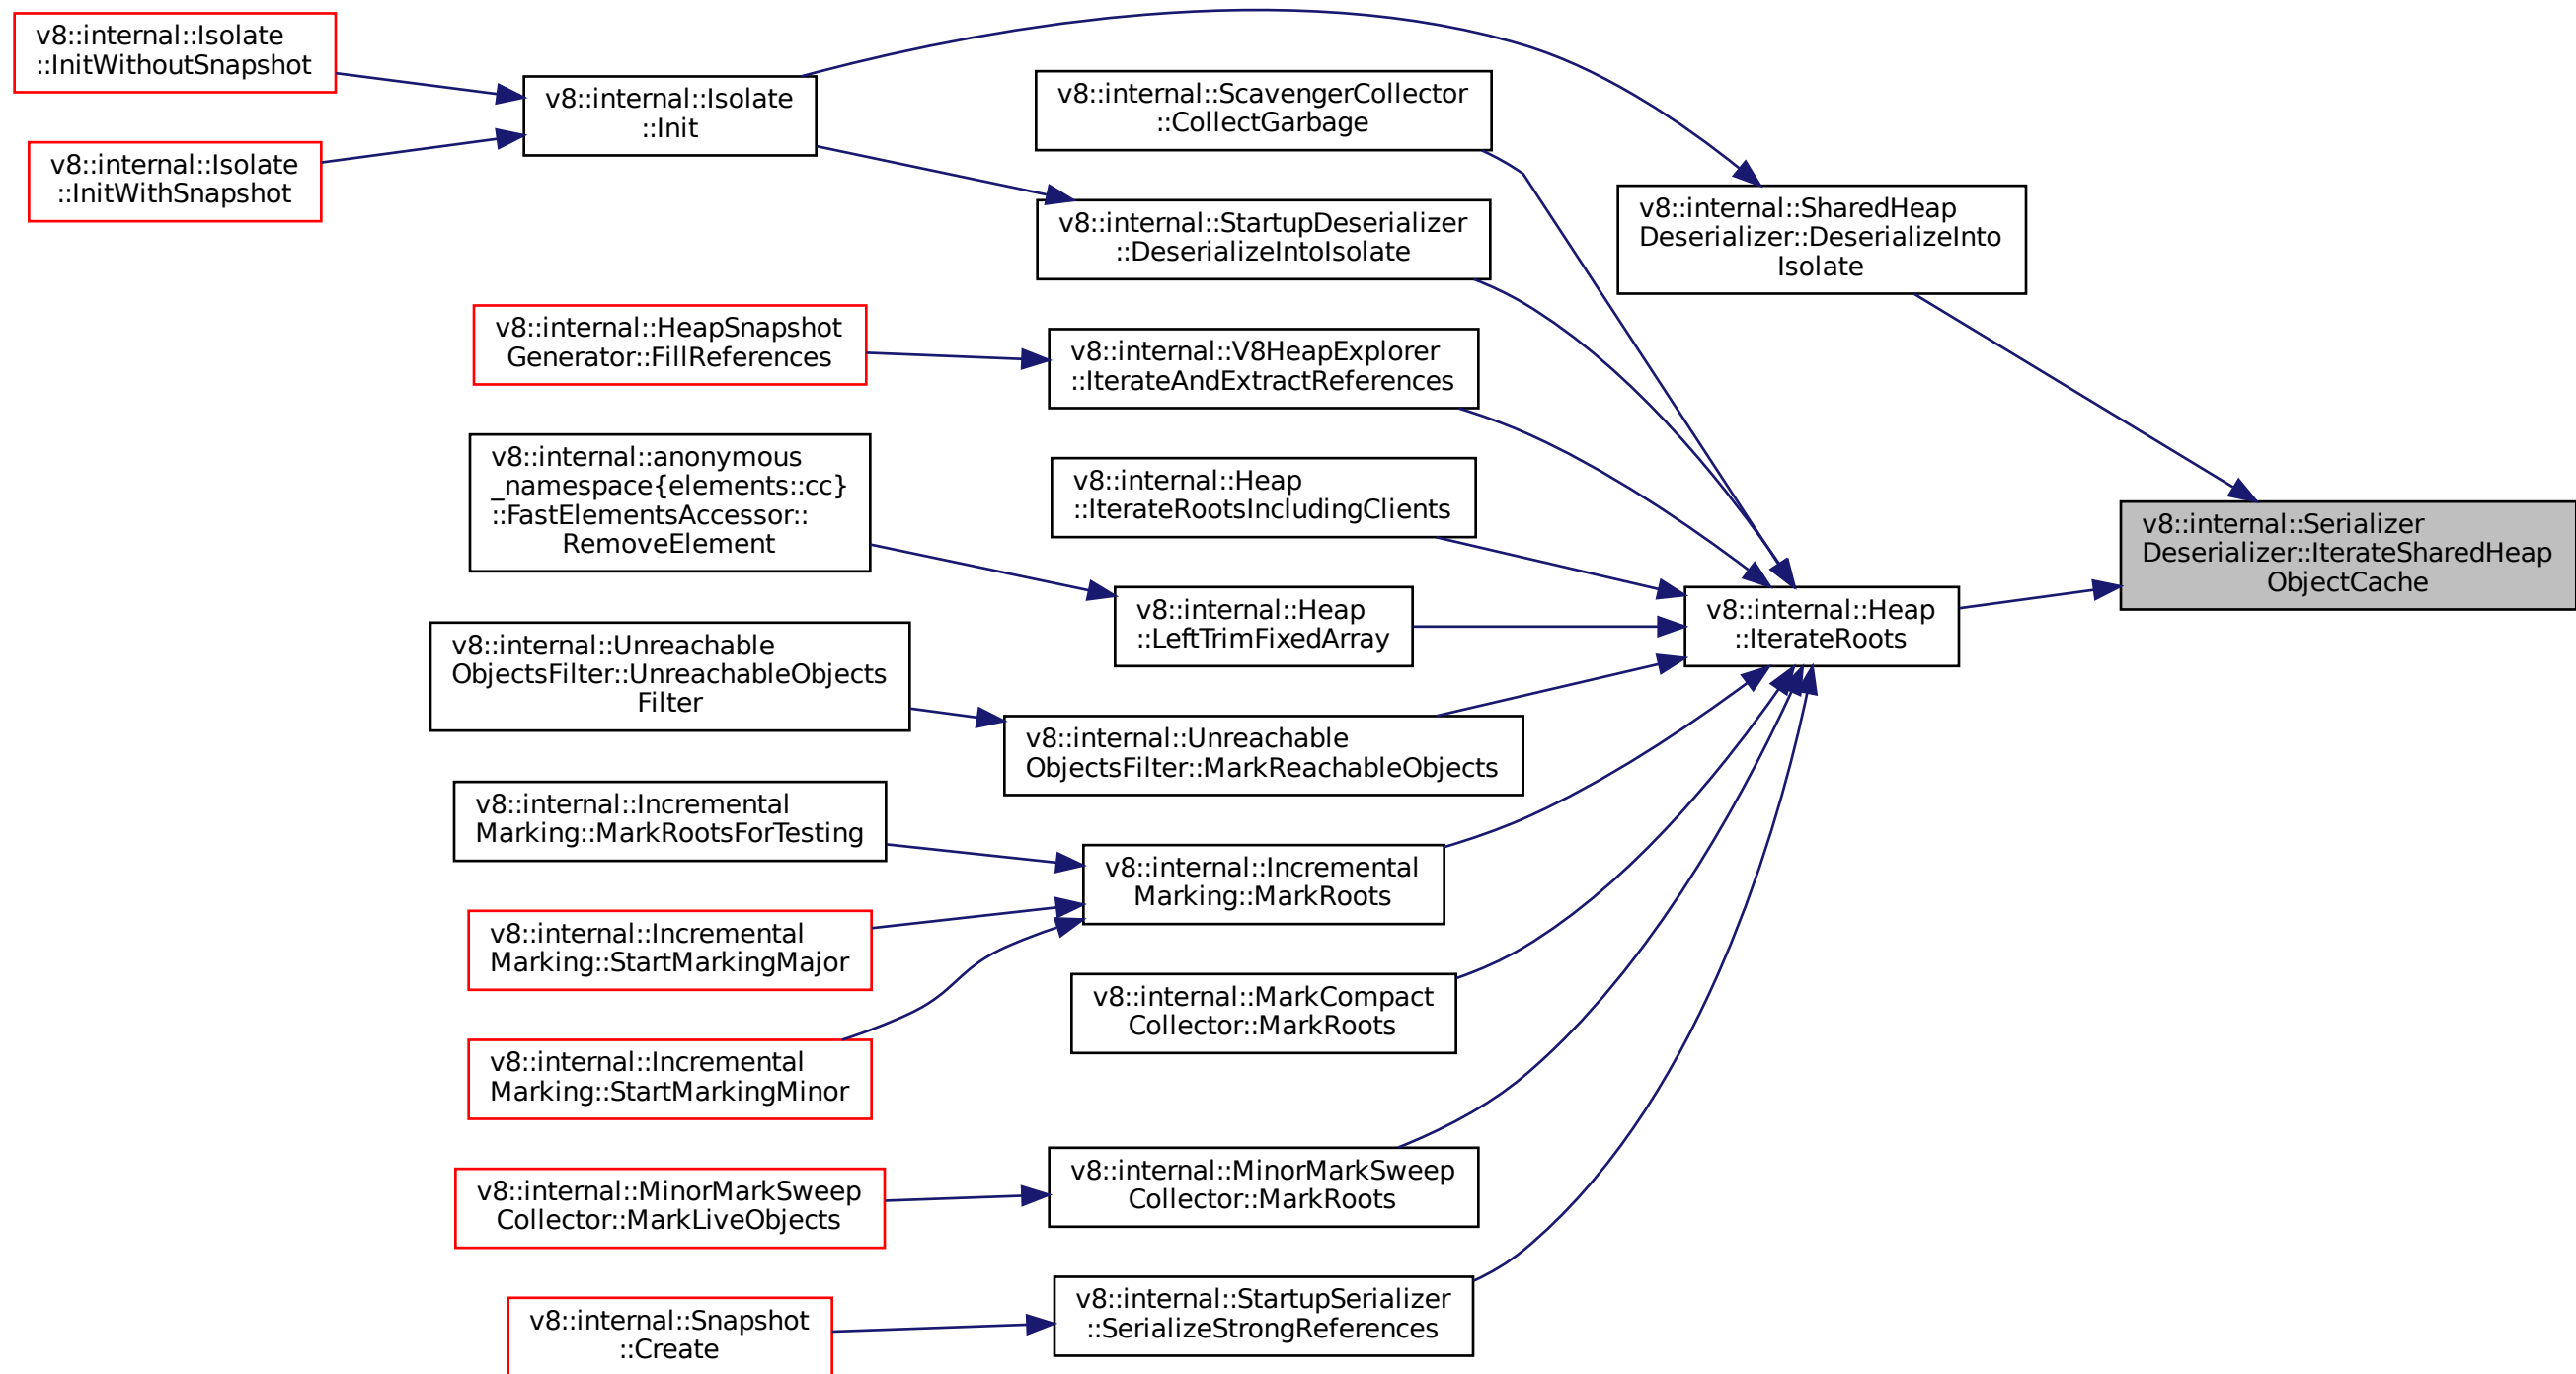 v8::internal::Isolate
::InitWithoutSnapshot
v8::internal::Isolate
::InitWithSnapshot
v8::internal::Isolate
::Init
v8::internal::ScavengerCollector
::CollectGarbage
v8::internal::StartupDeserializer
::DeserializeIntoIsolate
v8::internal::SharedHeap
Deserializer::DeserializeInto
Isolate
v8::internal::HeapSnapshot
Generator::FillReferences
v8::internal::V8HeapExplorer
::IterateAndExtractReferences
v8::internal::anonymous
_namespace{elements::cc}
::FastElementsAccessor::
RemoveElement
v8::internal::Heap
::IterateRootsIncludingClients
v8::internal::Serializer
Deserializer::IterateSharedHeap
ObjectCache
v8::internal::Heap
::LeftTrimFixedArray
v8::internal::Heap
::IterateRoots
v8::internal::Unreachable
ObjectsFilter::UnreachableObjects
Filter
v8::internal::Unreachable
ObjectsFilter::MarkReachableObjects
v8::internal::Incremental
Marking::MarkRootsForTesting
v8::internal::Incremental
Marking::MarkRoots
v8::internal::Incremental
Marking::StartMarkingMajor
v8::internal::MarkCompact
Collector::MarkRoots
v8::internal::Incremental
Marking::StartMarkingMinor
v8::internal::MinorMarkSweep
Collector::MarkLiveObjects
v8::internal::MinorMarkSweep
Collector::MarkRoots
v8::internal::Snapshot
::Create
v8::internal::StartupSerializer
::SerializeStrongReferences